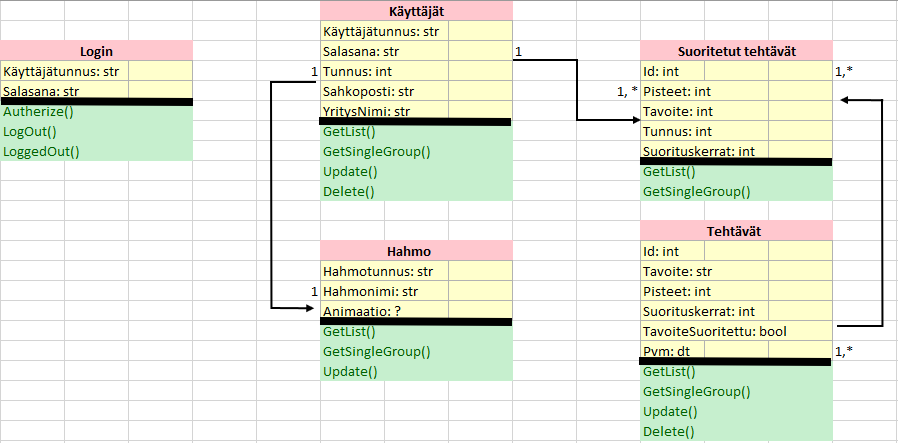 Login
Käyttäjätunnus: str
Salasana: str
Autherize()
LogOut()
LoggedOut()
Käyttäjät
Käyttäjätunnus: str
Salasana: str
1
1
Tunnus: int
Sahkoposti: str
YritysNimi: str
GetList()
GetSingleGroup()
Update()
Delete()
Hahmo
Hahmotunnus: str
1
Hahmonimi: str
Animaatio: ?
GetList()
GetSingleGroup()
Update()
Suoritetut tehtävät
Id: int
1,*
1, *
Pisteet: int
Tavoite: int
Tunnus: int
Suorituskerrat: int
GetList()
GetSingleGroup()
Tehtävät
Id: int
Tavoite: str
Pisteet: int
Suorituskerrat: int
TavoiteSuoritettu: bool
Pvm: dt
1,*
GetList()
GetSingleGroup()
Update()
Delete()